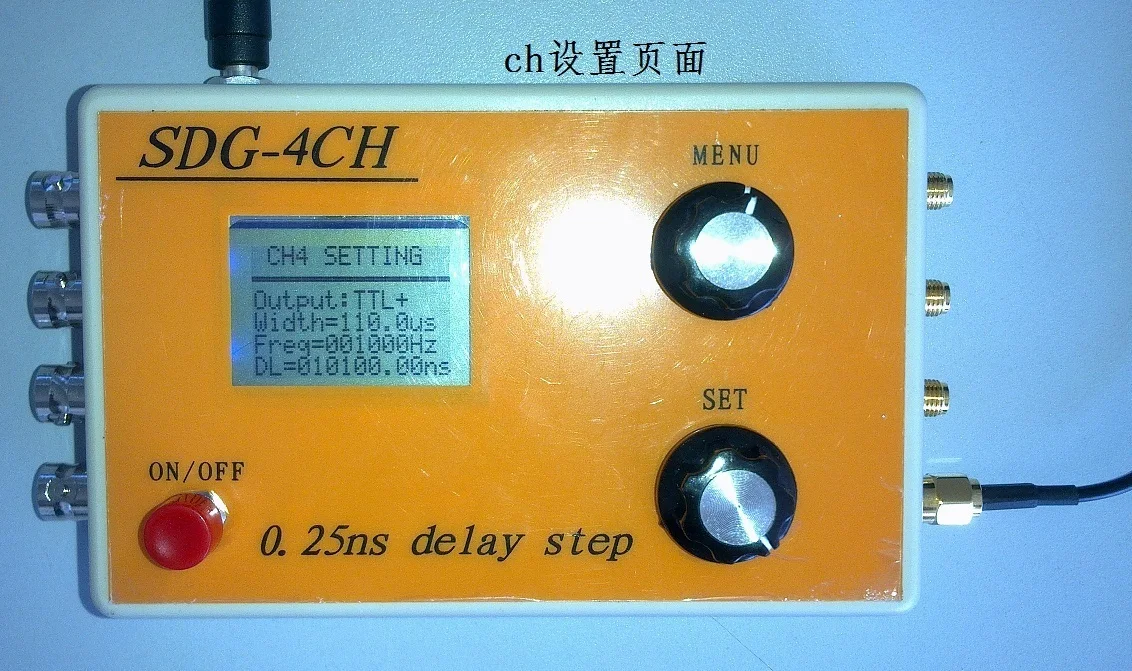 ch设置页面
SDG-4CH
MENU
CH4 SETTING
Output:TTL+
Width=110.0us
Freq=001000Hz
DL=010100.00ns
SET
ON/OFF
0.25ns delay step